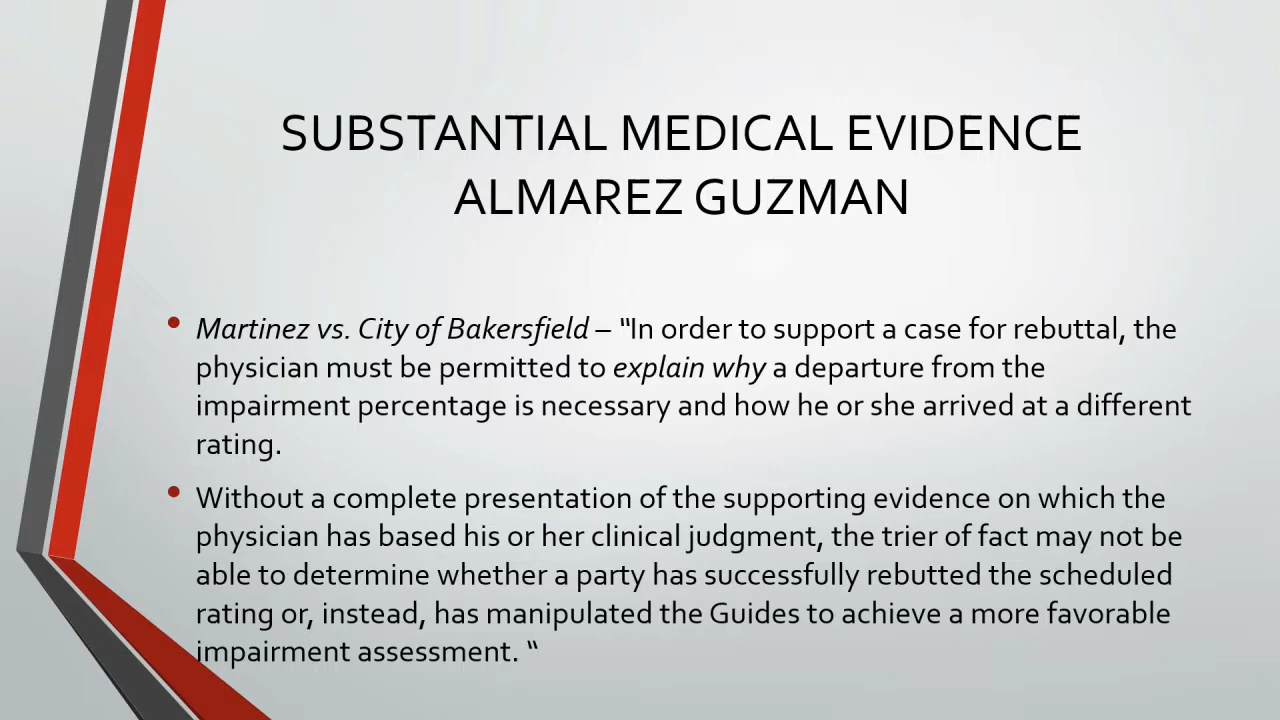 SUBSTANTIAL MEDICAL EVIDENCE
ALMAREZ GUZMAN
• Martinez vs. City of Bakersfield – “In order to support a case for rebuttal, the
physician must be permitted to explain why a departure from the
impairment percentage is necessary and how he or she arrived at a different
rating.
• Without a complete presentation of the supporting evidence on which the
physician has based his or her clinical judgment, the trier of fact may not be
able to determine whether a party has successfully rebutted the scheduled
rating or, instead, has manipulated the Guides to achieve a more favorable
impairment assessment. “